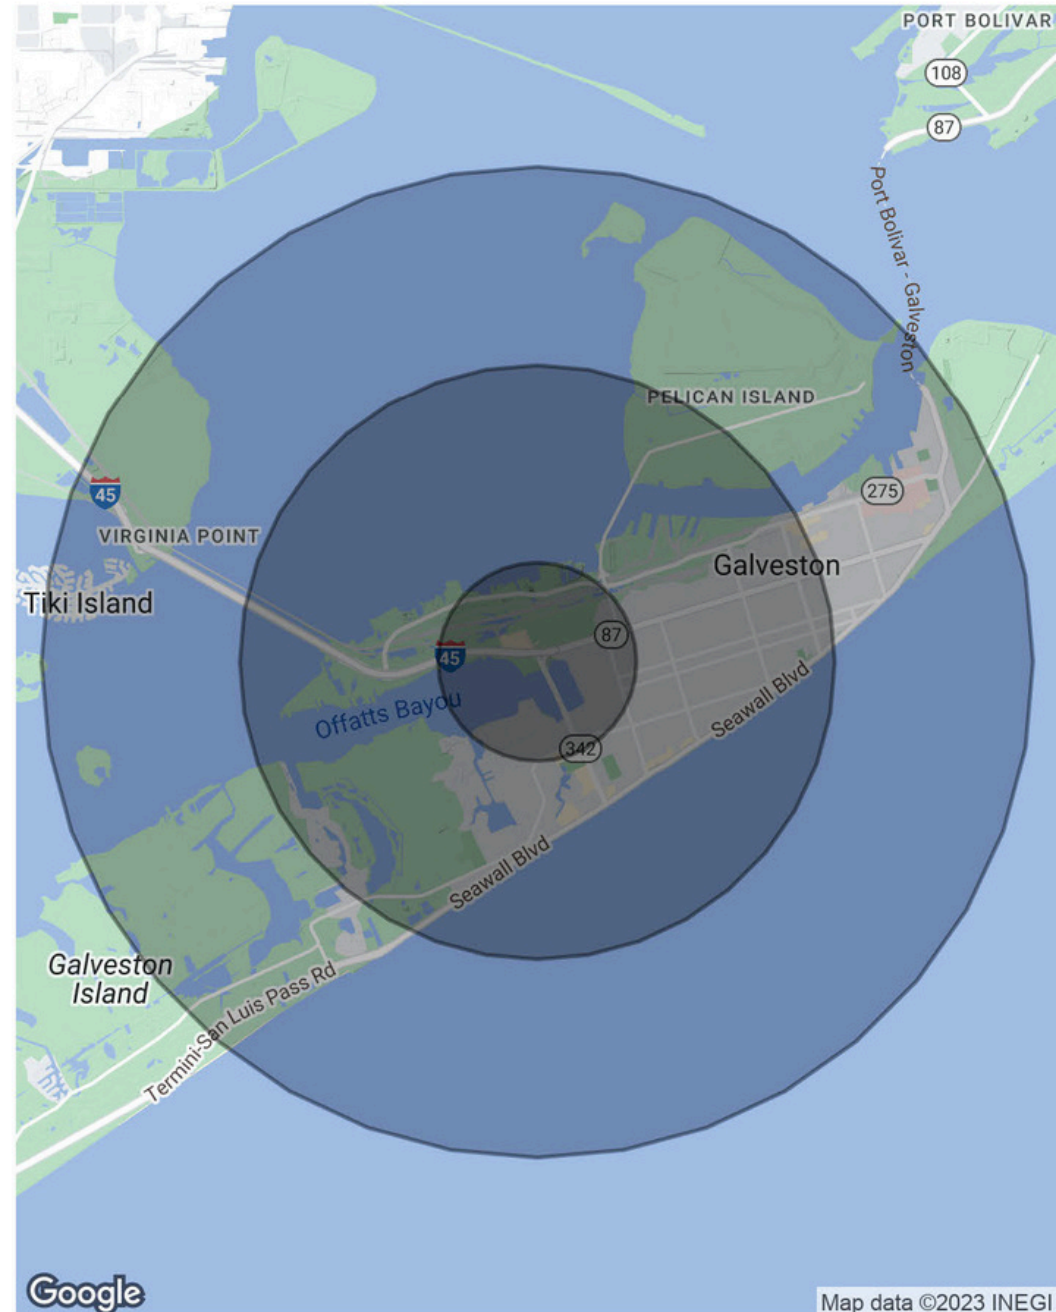 PORT BOLIVAR
108
87
Port Bolivar - Galveston
PELICAN ISLAND
45
275
VIRGINIA POINT
Galveston
Tiki Island
87
45
Offatts Bayou
Seawall Blvd
342
Seawall Blvd
Galveston
Island
Termini-San Luis Pass Rd
Google
Map data ©2023 INEGI